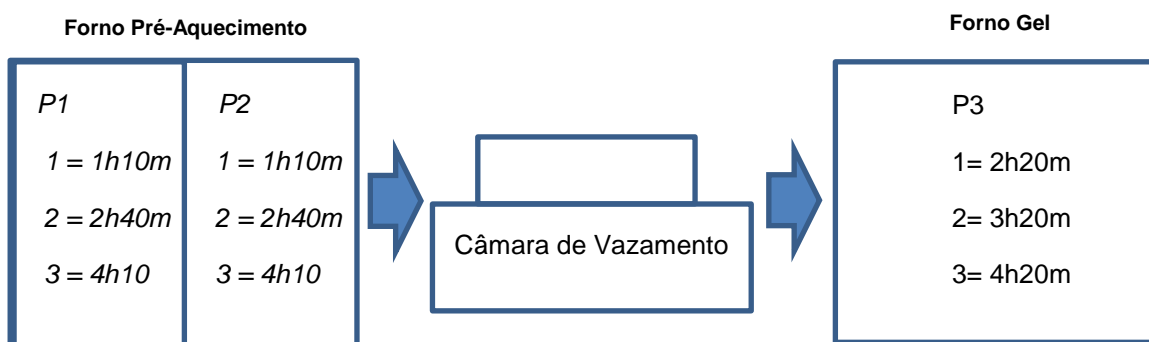 Forno Pré-Aquecimento
P1
1 = 1h10m
2 = 2h40m
3 = 4h10
P2
1 = 1h10m
2 = 2h40m
3 = 4h10
Câmara de Vazamento
Forno Gel
P3
1= 2h20m
2= 3h20m
3= 4h20m